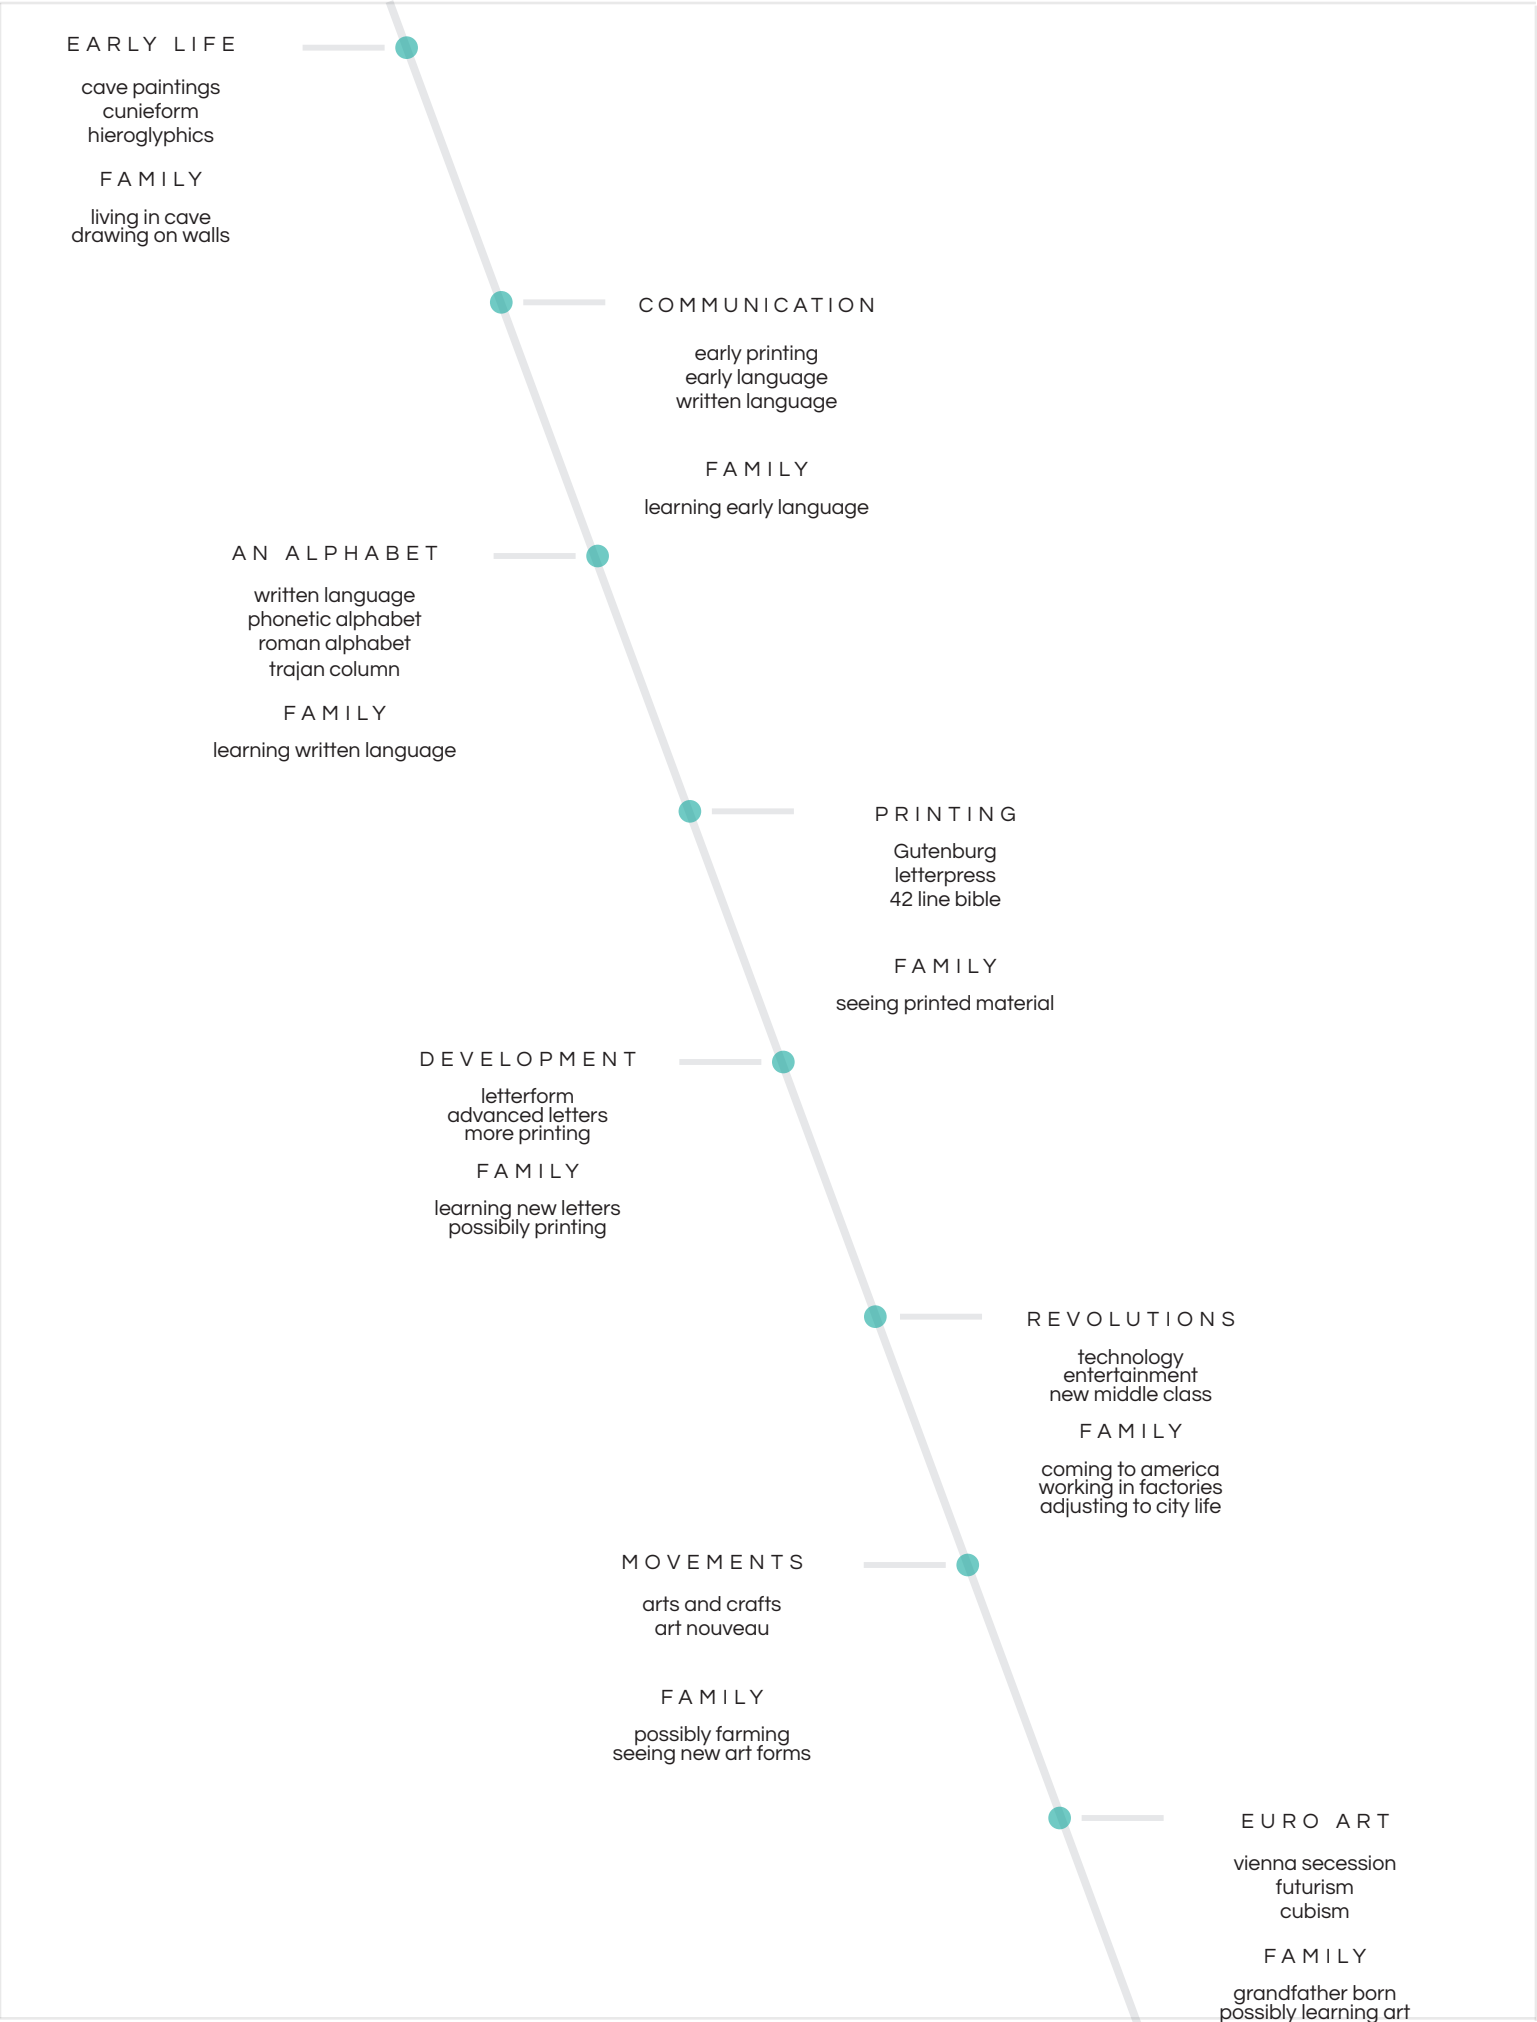 EARLY LIFE
cave paintings
cunieform
hieroglyphics
FAMILY
living in cave
drawing on walls
COMMUNICATION
early printing
early language
written language
FAMILY
learning early language
AN ALPHABET
written language
phonetic alphabet
roman alphabet
trajan column
FAMILY
learning written language
PRINTING
Gutenburg
letterpress
42 line bible
FAMILY
seeing printed material
DEVELOPMENT
letterform
advanced letters
more printing
FAMILY
learning new letters
possibily printing
REVOLUTIONS
technology
entertainment
new middle class
FAMILY
coming to america
working in factories
adjusting to city life
MOVEMENTS
arts and crafts
art nouveau
FAMILY
possibly farming
seeing new art forms
EURO ART
vienna secession
futurism
cubism
FAMILY
grandfather born
possibly learning art